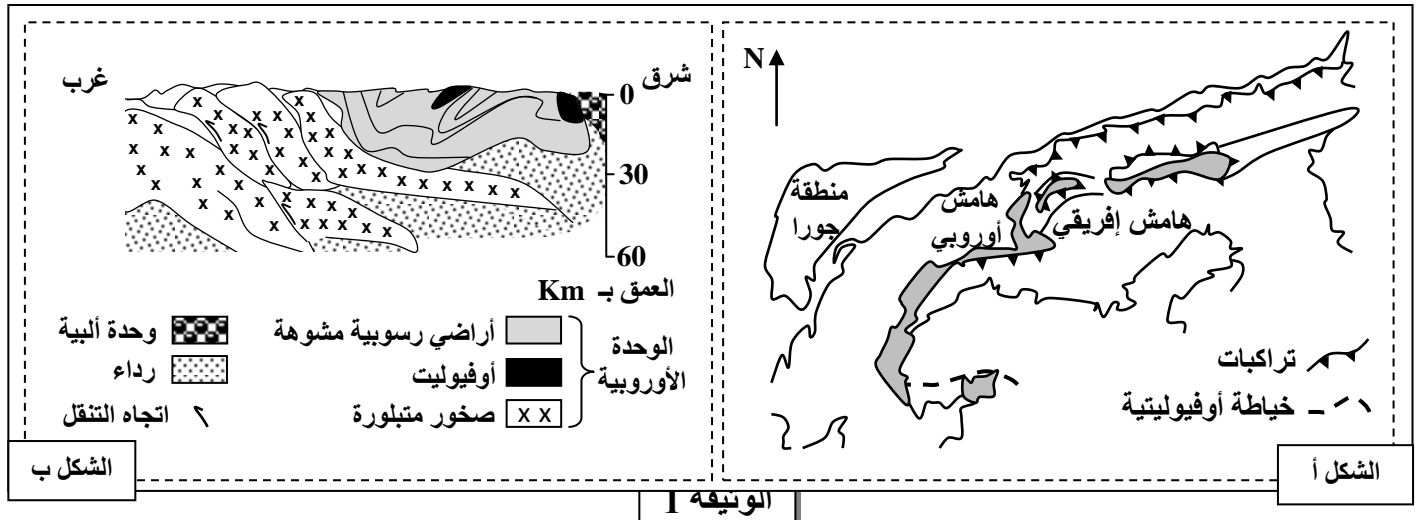 N
منطقة
جورا
هامش
أوروبي
هامش إفريقي
تراكبات
خياطة أوفيوليتية
الشكل أ
شرق
غرب
0
30
60
العمق بـ Km
الوحدة
الأوروبية
أراضي رسوبية مشوهة
أوفيوليت
صخور متبلورة
وحدة ألبية
رداء
اتجاه التنقل
الشكل ب
الوثيقة 1